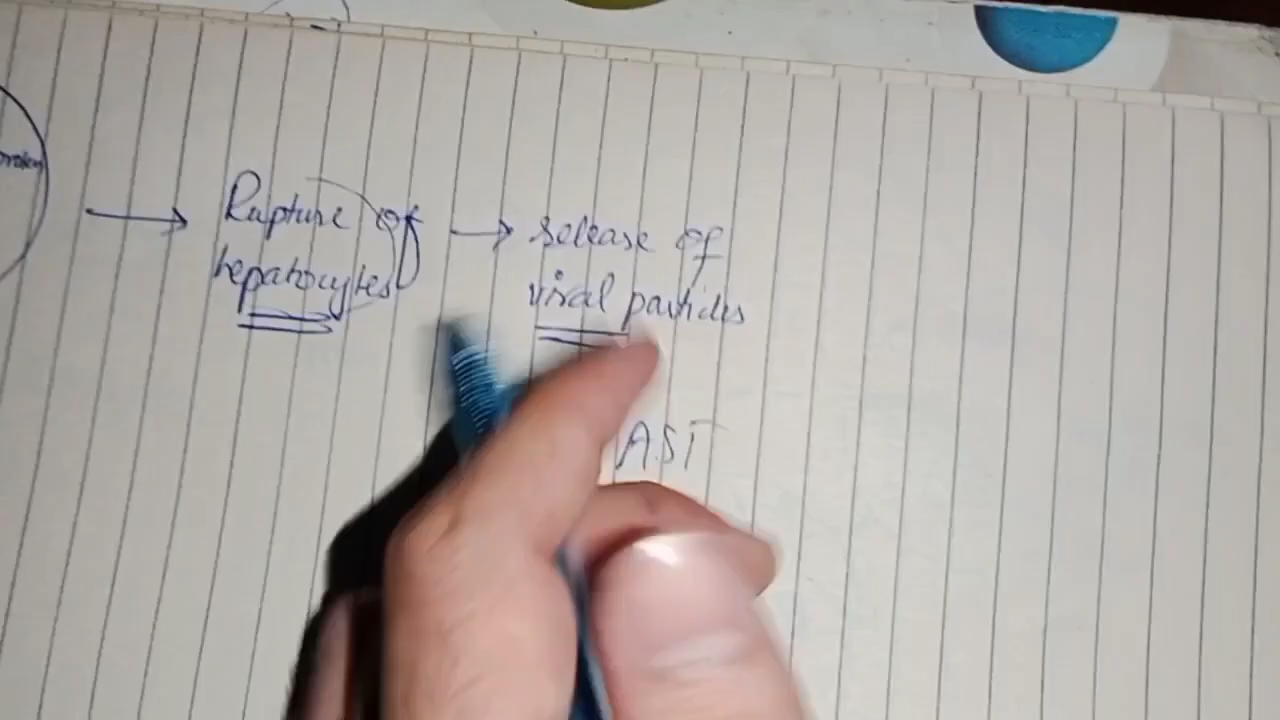 Rupture of
hepatocytes
release of
viral particles
AST